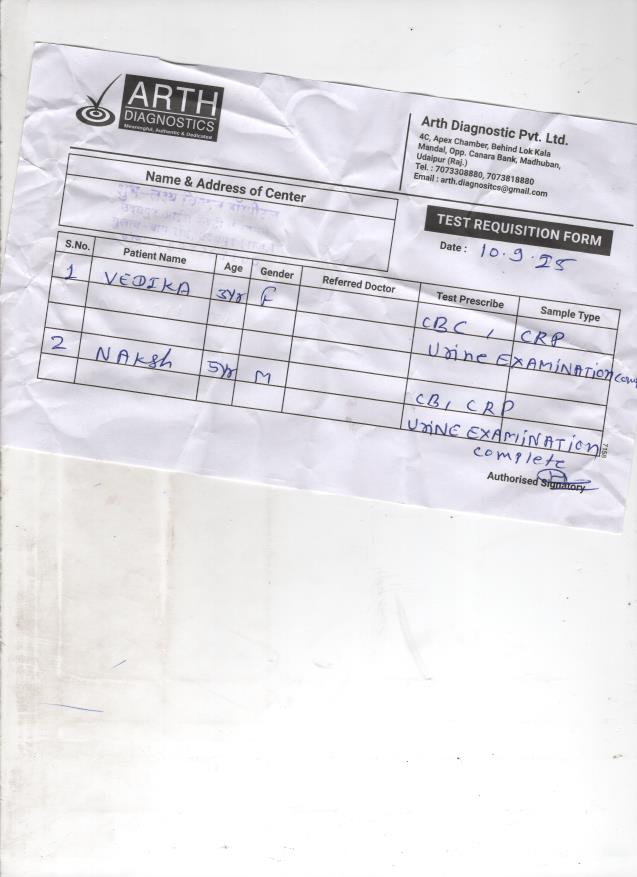 ARTH
DIAGNOSTICS
Meaningful, Authentic & Dedicated
Arth Diagnostic Pvt. Ltd.
4C, Apex Chamber, Behind Lok Kala
Mandal, Opp. Canara Bank, Madhuban,
Udaipur (Raj.)
Tel. : 7073308880, 7073818880
Email : arth.diagnositcs@gmail.com
Name & Address of Center
TEST REQUISITION FORM
Date : 10.9.25
S.No. Patient Name Age Gender Referred Doctor Test Prescribe Sample Type
1 VEDIKA 3yr F CBC, CRP
Urine EXAMINATION
2 NAKSh 5yr M CB, CRP
UriNE EXAMINATION
complete
7150
Authorised Signatory